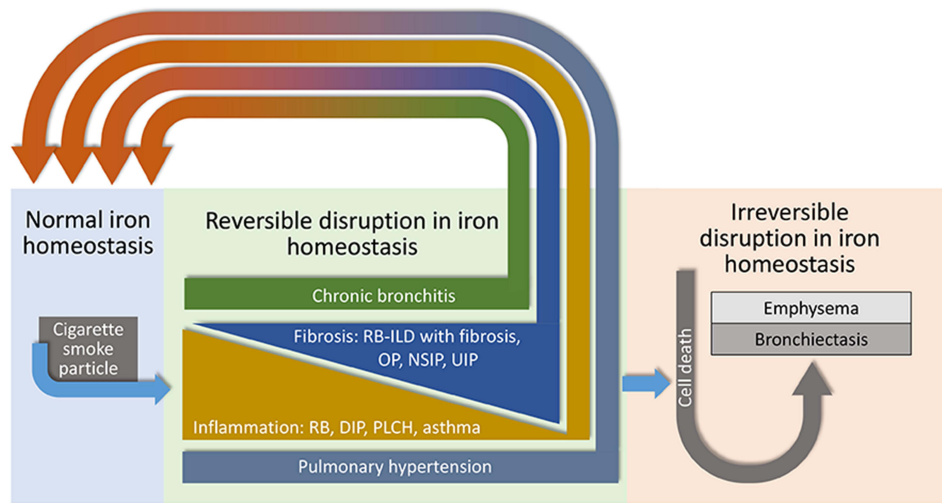 Normal iron
homeostasis
Cigarette
smoke
particle
Reversible disruption in iron
homeostasis
Chronic bronchitis
Fibrosis: RB-ILD with fibrosis,
OP, NSIP, UIP
Inflammation: RB, DIP, PLCH, asthma
Pulmonary hypertension
Irreversible
disruption in iron
homeostasis
Cell death
Emphysema
Bronchiectasis